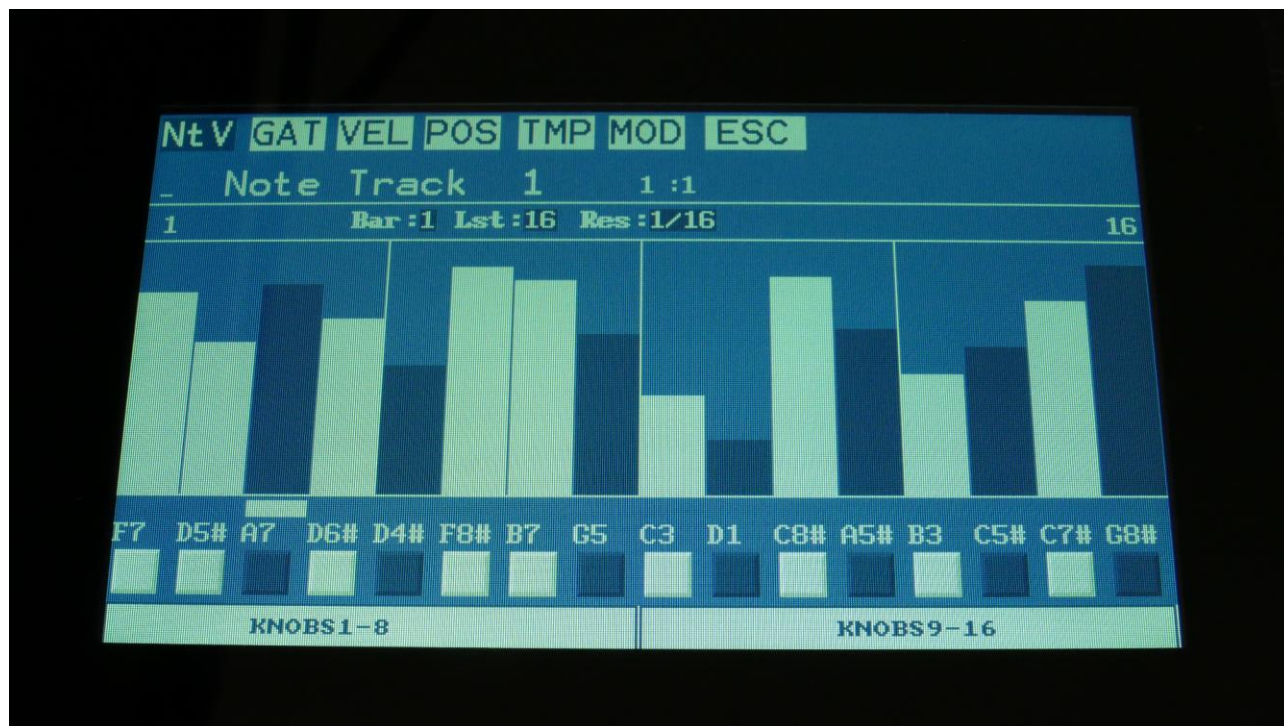 NtV GAT VEL POS TMP MOD ESC
_ Note Track 1 1 :1
1 Bar :1 Lst :16 Res :1/16 16
F7 D5# A7 D6# D4# F8# B7 G5 C3 D1 C8# A5# B3 C5# C7# G8#
KNOBS1-8 KNOBS9-16